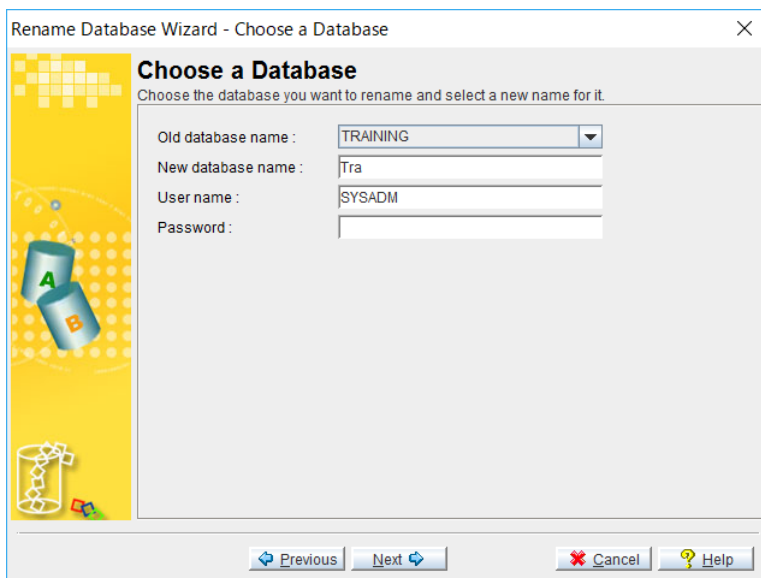 Rename Database Wizard - Choose a Database
Choose a Database
Choose the database you want to rename and select a new name for it.
Old database name : TRAINING
New database name : Tra
User name : SYSADM
Password :
A
B
Previous Next Cancel Help